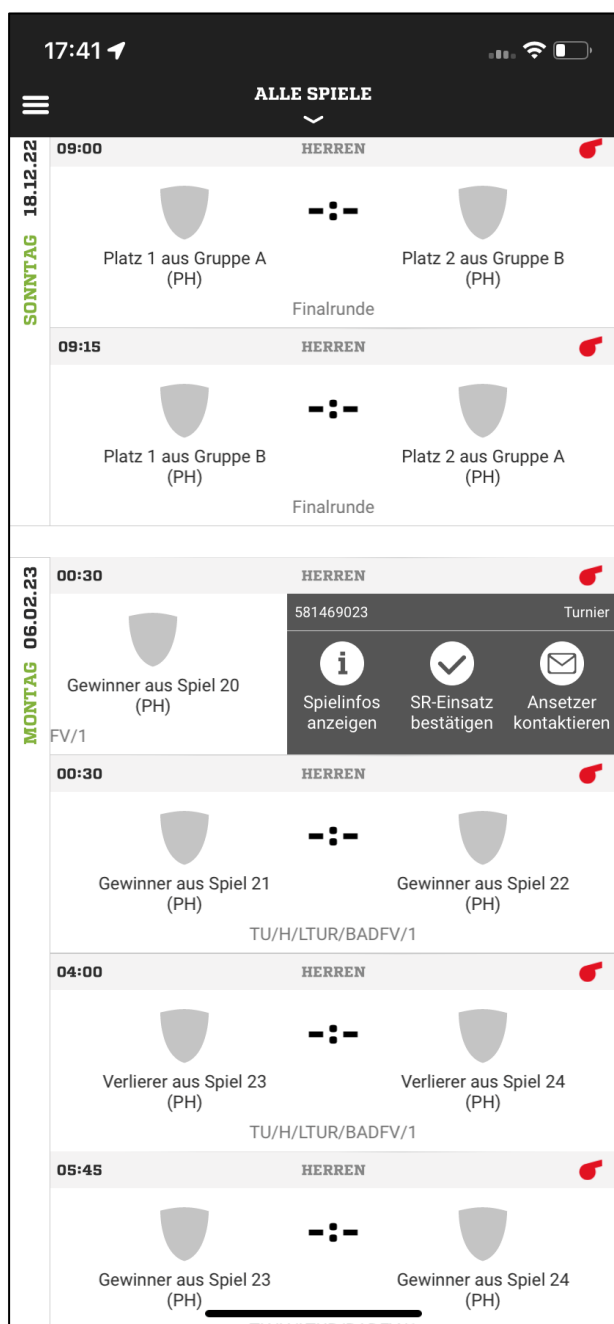 17:41
ALLE SPIELE
SONNTAG 18.12.22
09:00 HERREN
Platz 1 aus Gruppe A
(PH)
-:-
Platz 2 aus Gruppe B
(PH)
Finalrunde
09:15 HERREN
Platz 1 aus Gruppe B
(PH)
-:-
Platz 2 aus Gruppe A
(PH)
Finalrunde
MONTAG 06.02.23
00:30 HERREN
Gewinner aus Spiel 20
(PH)
FV/1
581469023 Turnier
Spielinfos
anzeigen
SR-Einsatz
bestätigen
Ansetzer
kontaktieren
00:30 HERREN
Gewinner aus Spiel 21
(PH)
-:-
Gewinner aus Spiel 22
(PH)
TU/H/LTUR/BADFV/1
04:00 HERREN
Verlierer aus Spiel 23
(PH)
-:-
Verlierer aus Spiel 24
(PH)
TU/H/LTUR/BADFV/1
05:45 HERREN
Gewinner aus Spiel 23
(PH)
-:-
Gewinner aus Spiel 24
(PH)